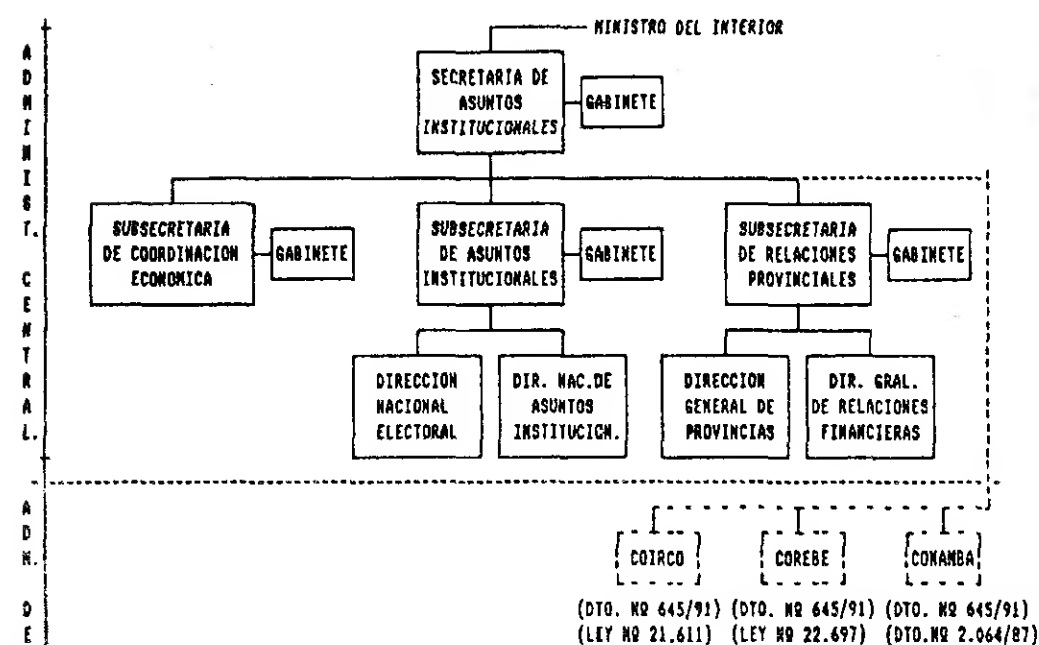 MINISTRO DEL INTERIOR
SECRETARIA DE
ASUNTOS
INSTITUCIONALES
GABINETE
SUBSECRETARIA
DE COORDINACION
ECONOMICA
GABINETE
SUBSECRETARIA
DE ASUNTOS
INSTITUCIONALES
GABINETE
SUBSECRETARIA
DE RELACIONES
PROVINCIALES
GABINETE
DIRECCION
NACIONAL
ELECTORAL
DIR. NAC.DE
ASUNTOS
INSTITUCION.
DIRECCION
GENERAL DE
PROVINCIAS
DIR. GRAL.
DE RELACIONES
FINANCIERAS
ADMINIST. CENTRAL.
COIRCO
COREBE
CONAMBA
(DTO. Nº 645/91) (DTO. Nº 645/91) (DTO. Nº 645/91)
(LEY Nº 21.611) (LEY Nº 22.697) (DTO.Nº 2.064/87)
ADM. DE